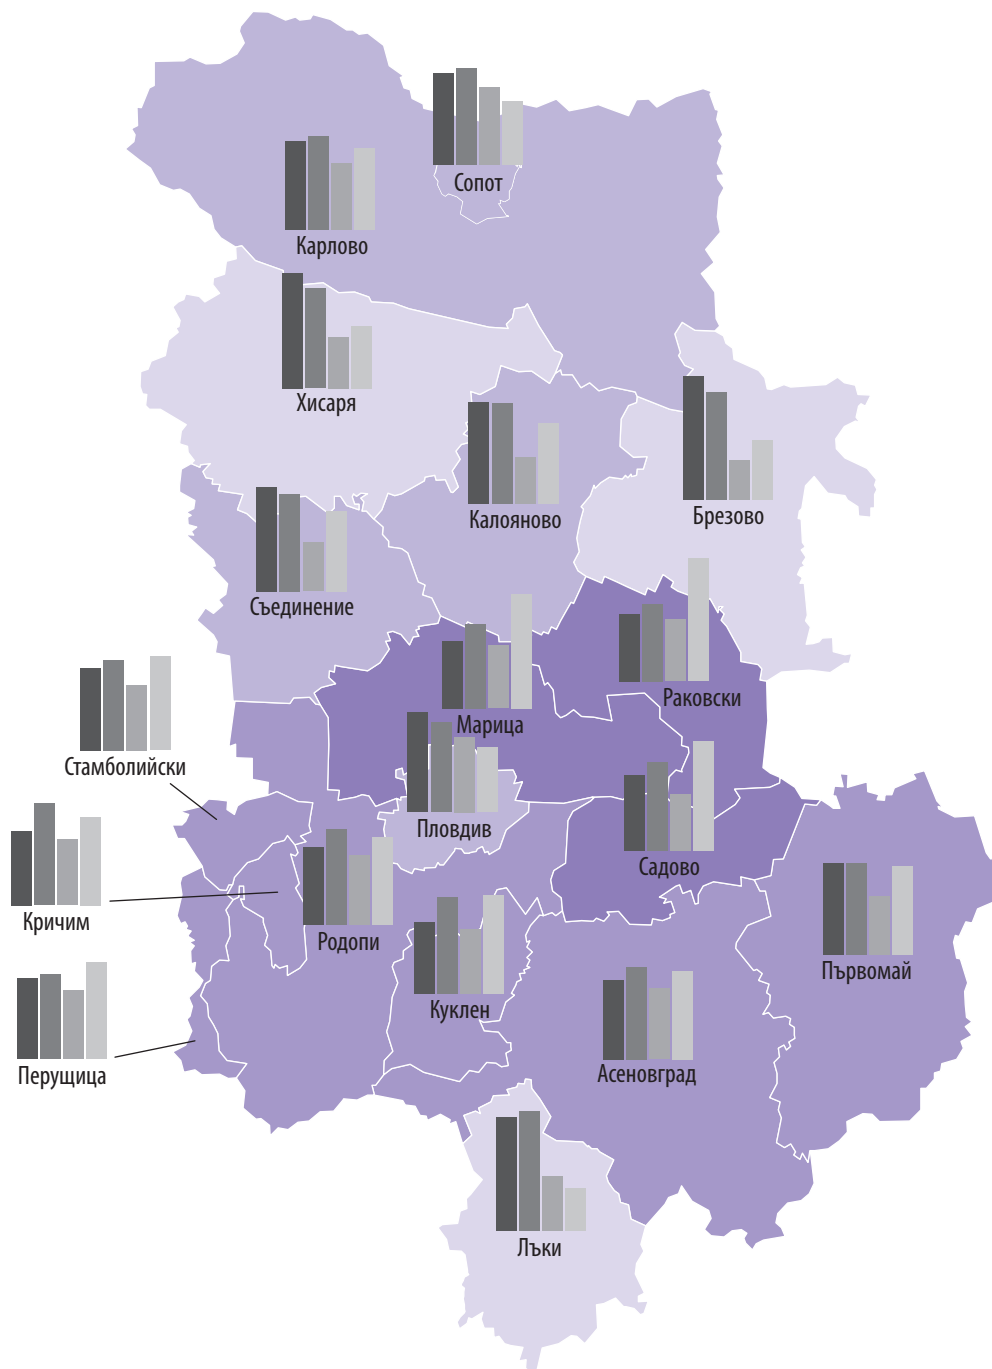 Сопот
Карлово
Хисаря
Калояново
Брезово
Съединение
Раковски
Марица
Стамболийски
Пловдив
Садово
Кричим
Родопи
Първомай
Куклен
Асеновград
Перущица
Лъки